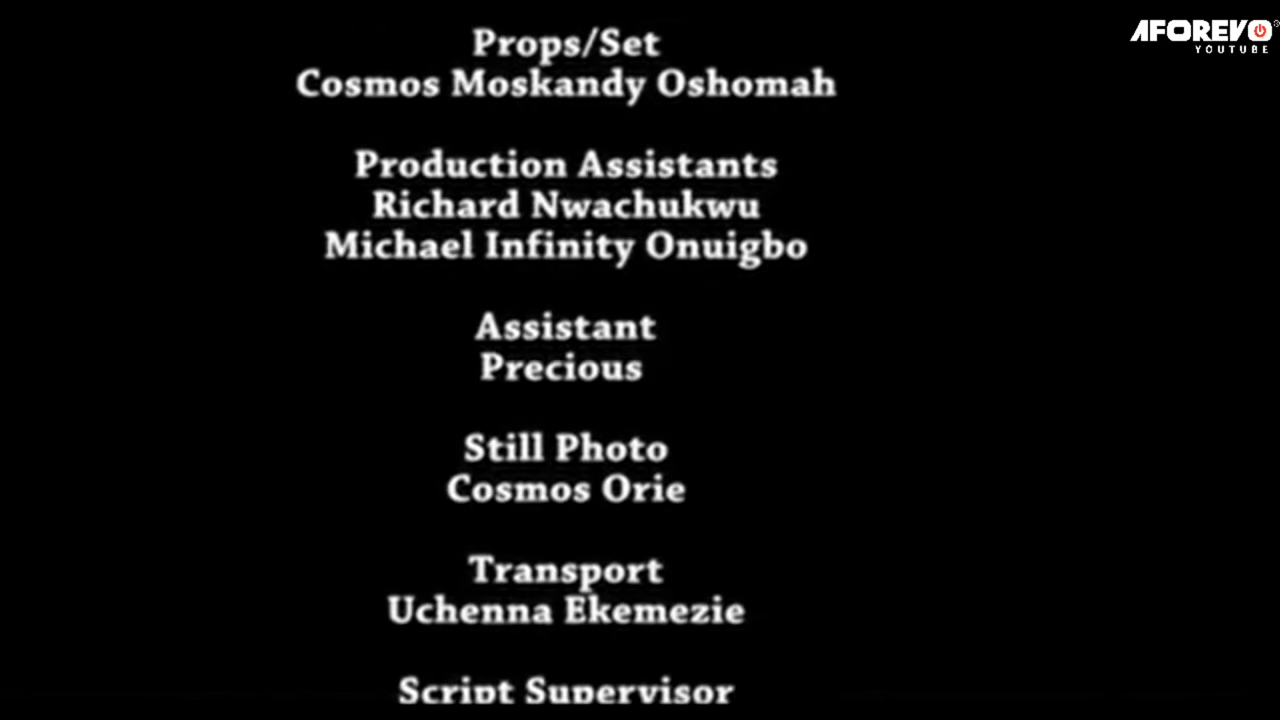 AFOREVO
YOUTUBE
Props/Set
Cosmos Moskandy Oshomah
Production Assistants
Richard Nwachukwu
Michael Infinity Onuigbo
Assistant
Precious
Still Photo
Cosmos Orie
Transport
Uchenna Ekemezie
Script Supervisor